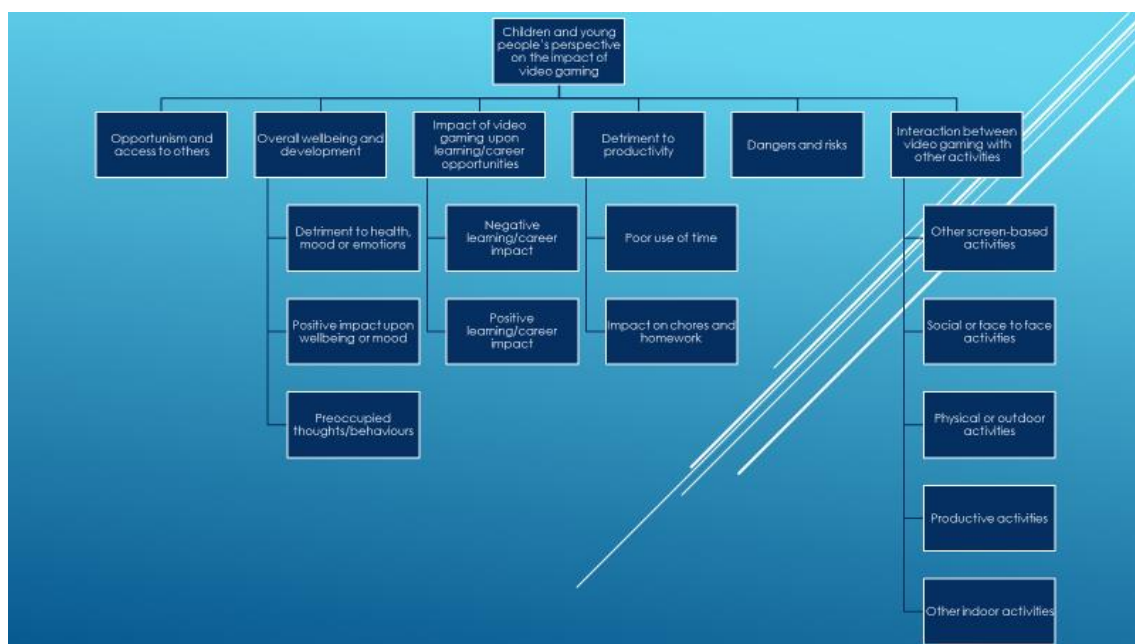 Children and young
people's perspective
on the impact of
video gaming
Opportunism and
access to others
Overall wellbeing and
development
Impact of video
gaming upon
learning/career
opportunities
Detriment to
productivity
Dangers and risks
Interaction between
video gaming with
other activities
Detriment to health,
mood or emotions
Negative
learning/career
impact
Poor use of time
Other screen-based
activities
Positive impact upon
wellbeing or mood
Positive
learning/career
impact
Impact on chores and
homework
Social or face to face
activities
Preoccupied
thoughts/behaviours
Physical or outdoor
activities
Productive activities
Other indoor activities